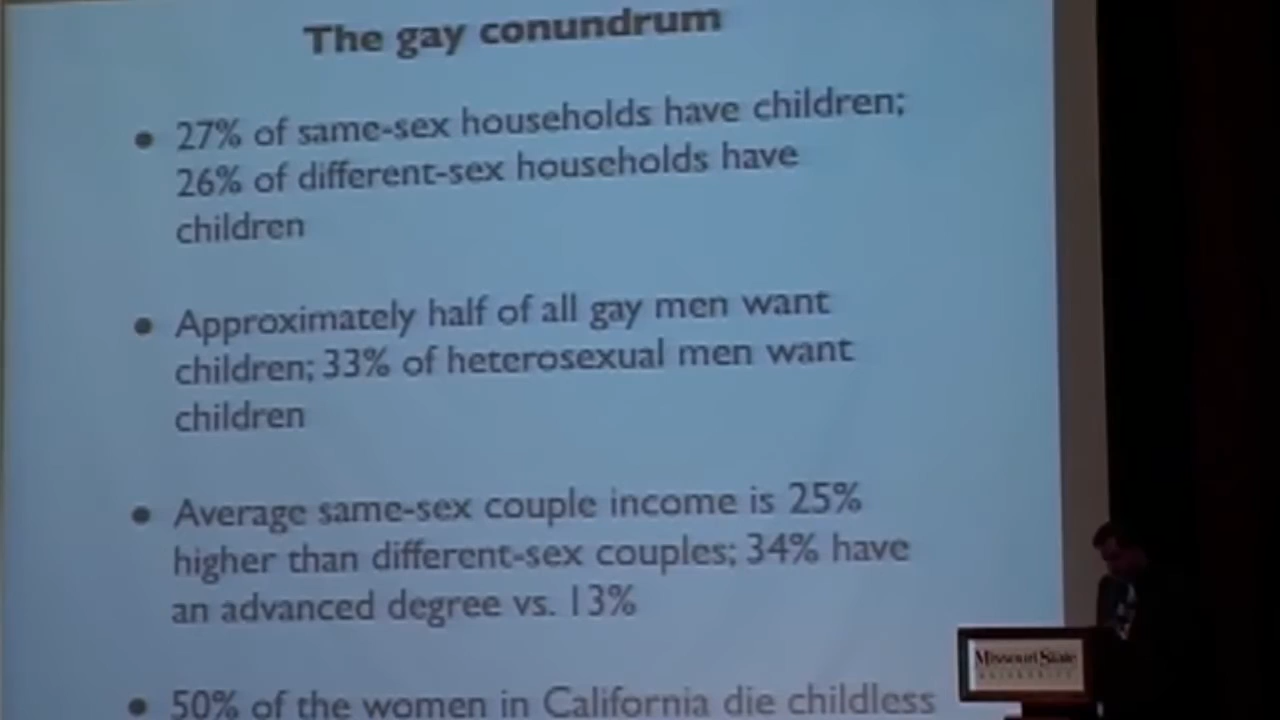 The gay conundrum
• 27% of same-sex households have children;
26% of different-sex households have
children
• Approximately half of all gay men want
children; 33% of heterosexual men want
children
• Average same-sex couple income is 25%
higher than different-sex couples; 34% have
an advanced degree vs. 13%
• 50% of the women in California die childless
Missouri State
UNIVERSITY